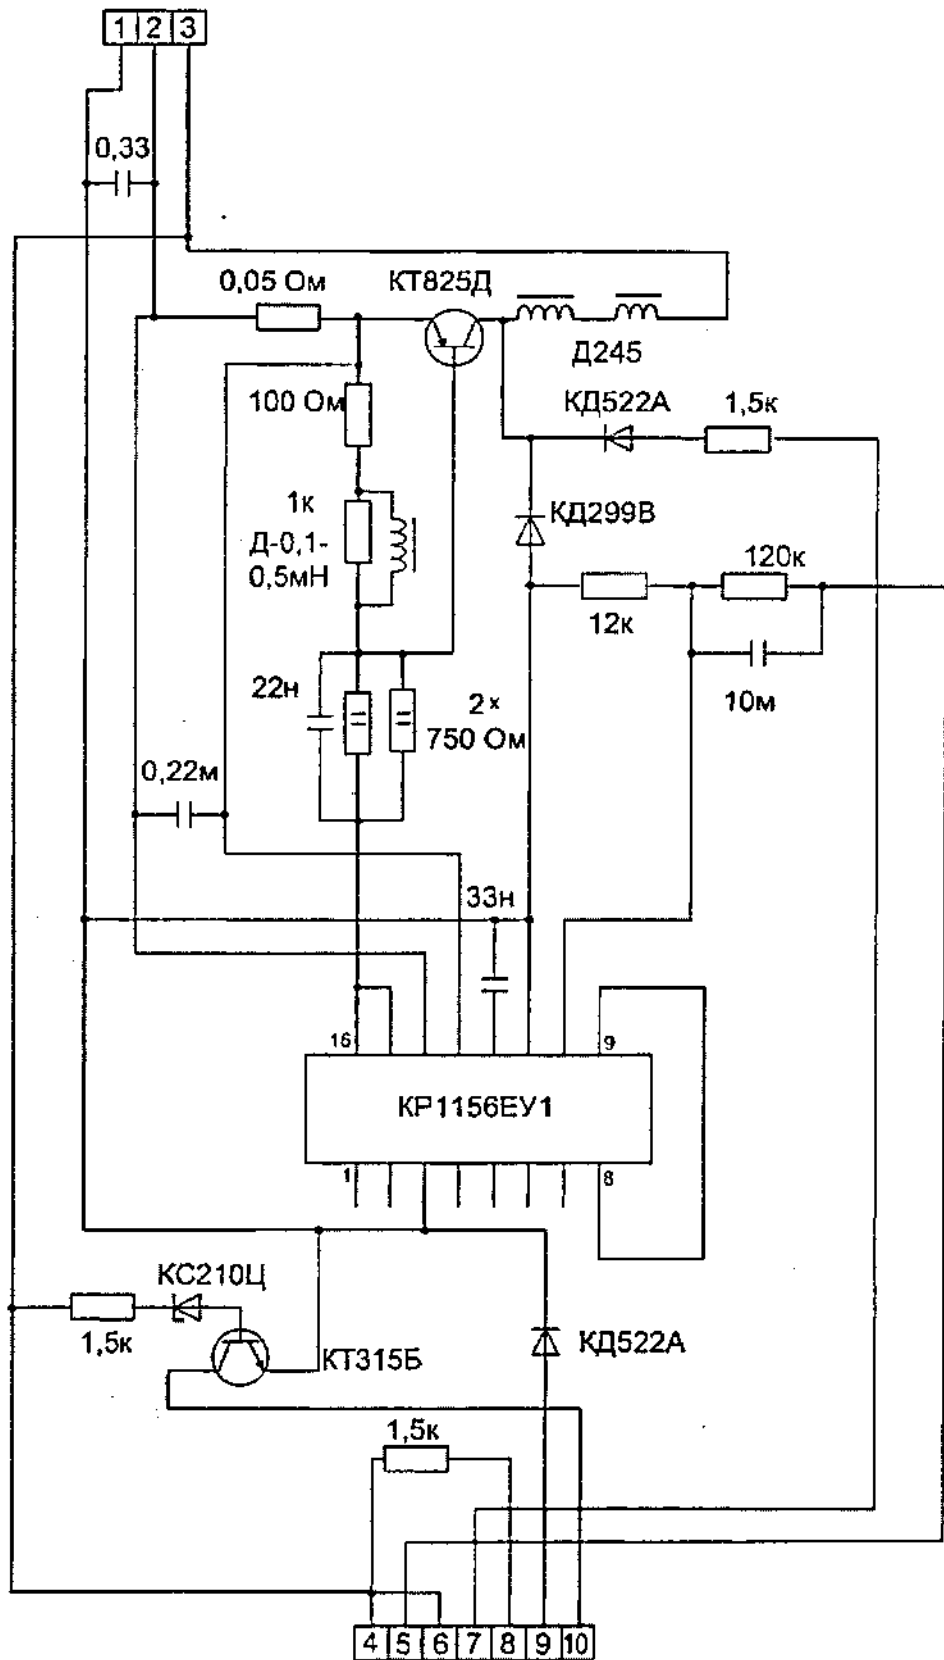 1 2 3
0,33
0,05 Ом
КТ825Д
Д245
100 Ом
КД522А
1,5к
1к
Д-0,1-
0,5мН
КД299В
120к
12к
22н
2×
750 Ом
10м
0,22м
33н
16
9
КР1156ЕУ1
1
8
КС210Ц
1,5к
КТ315Б
КД522А
1,5к
4 5 6 7 8 9 10